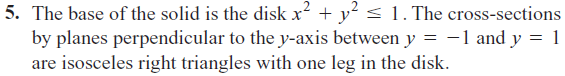 5. The base of the solid is the disk x² + y² ≤ 1. The cross-sections
by planes perpendicular to the y-axis between y = −1 and y = 1
are isosceles right triangles with one leg in the disk.